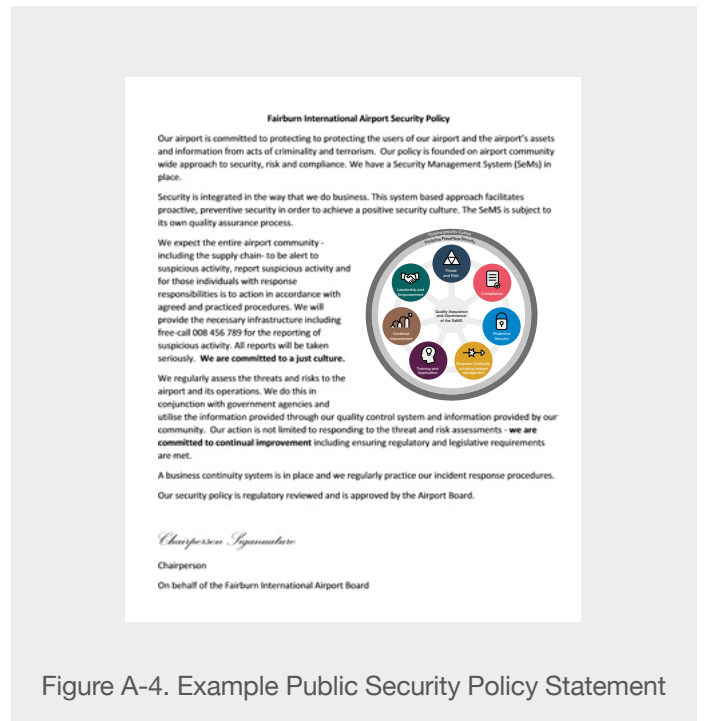 Fairburn International Airport Security Policy
Our airport is committed to protecting to protecting the users of our airport and the airport's assets
and information from acts of criminality and terrorism. Our policy is founded on airport community
wide approach to security, risk and compliance. We have a Security Management System (SeMs) in
place.
Security is integrated in the way that we do business. This system based approach facilitates
proactive, preventive security in order to achieve a positive security culture. The SeMS is subject to
its own quality assurance process.
We expect the entire airport community -
including the supply chain- to be alert to
suspicious activity, report suspicious activity and
for those individuals with response
responsibilities is to action in accordance with
agreed and practiced procedures. We will
provide the necessary infrastructure including
free-call 008 456 789 for the reporting of
suspicious activity. All reports will be taken
seriously. We are committed to a just culture.
Positive Security Culture
Proactive Preventive Security
Threat
and Risk
Compliance
Protective
Security
Business Continuity
including incident
management
Training and
Application
Continual
Improvement
Leadership and
Empowerment
Quality Assurance
and Governance
of the SeMS
We regularly assess the threats and risks to the
airport and its operations. We do this in
conjunction with government agencies and
utilise the information provided through our quality control system and information provided by our
community. Our action is not limited to responding to the threat and risk assessments - we are
committed to continual improvement including ensuring regulatory and legislative requirements
are met.
A business continuity system is in place and we regularly practice our incident response procedures.
Our security policy is regulatory reviewed and is approved by the Airport Board.
Chairperson Siganuature
Chairperson
On behalf of the Fairburn International Airport Board
Figure A-4. Example Public Security Policy Statement